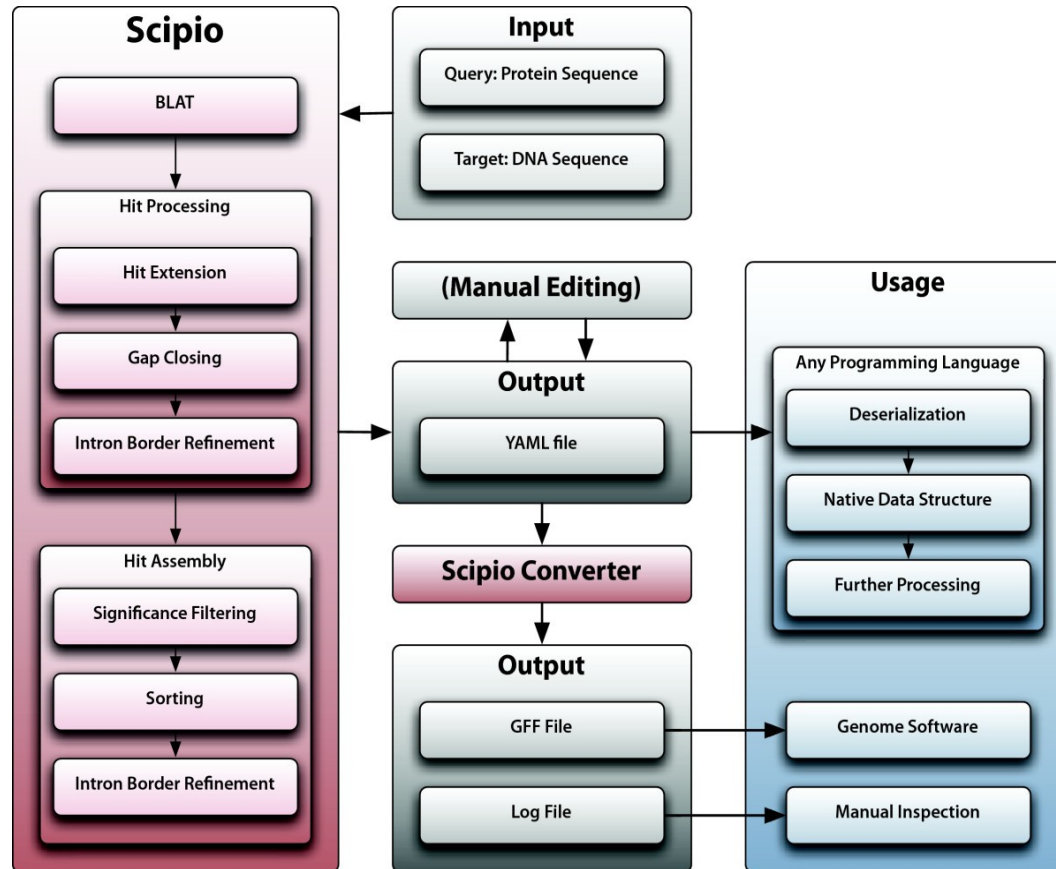 Scipio
BLAT
Hit Processing
Hit Extension
Gap Closing
Intron Border Refinement
Hit Assembly
Significance Filtering
Sorting
Intron Border Refinement
Input
Query: Protein Sequence
Target: DNA Sequence
(Manual Editing)
Output
YAML file
Scipio Converter
Output
GFF File
Log File
Usage
Any Programming Language
Deserialization
Native Data Structure
Further Processing
Genome Software
Manual Inspection